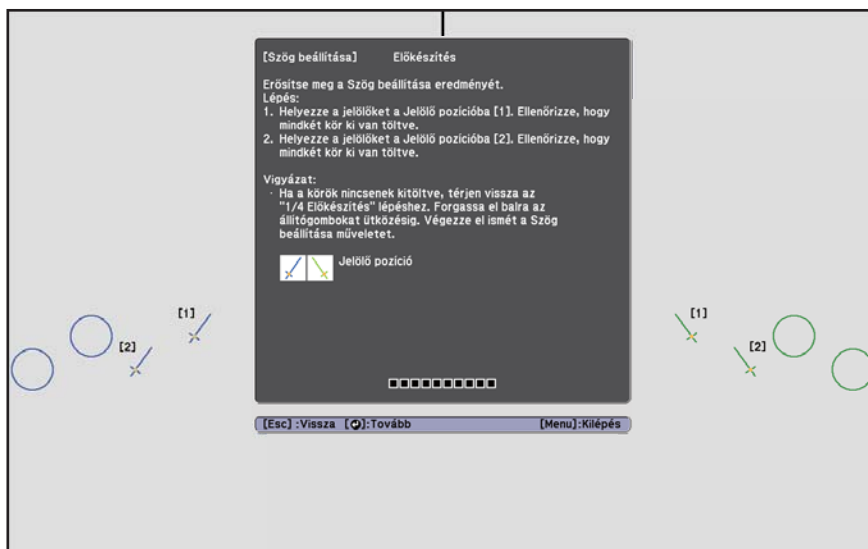 [Szög beállítása] Előkészítés
Erősítse meg a Szög beállítása eredményét.
Lépés:
1. Helyezze a jelölőket a Jelölő pozícióba [1]. Ellenőrizze, hogy
mindkét kör ki van töltve.
2. Helyezze a jelölőket a Jelölő pozícióba [2]. Ellenőrizze, hogy
mindkét kör ki van töltve.
Vigyázat:
· Ha a körök nincsenek kitöltve, térjen vissza az
"1/4 Előkészítés" lépéshez. Forgassa el balra az
állítógombokat ütközésig. Végezze el ismét a Szög
beállítása műveletet.
Jelölő pozíció
[1] [1]
[2] [2]
[Esc] :Vissza [⏎]:Tovább [Menu]:Kilépés